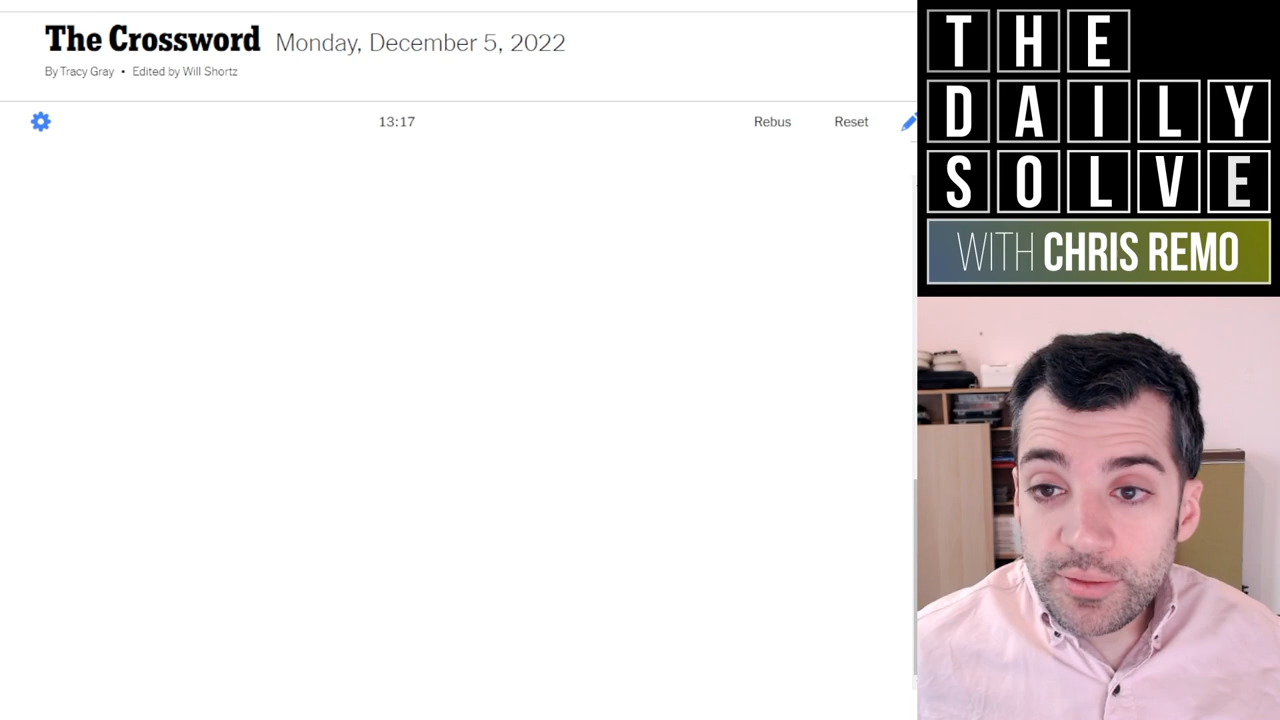 The Crossword Monday, December 5, 2022
By Tracy Gray • Edited by Will Shortz
13:17 Rebus Reset
THE
DAILY
SOLVE
WITH CHRIS REMO